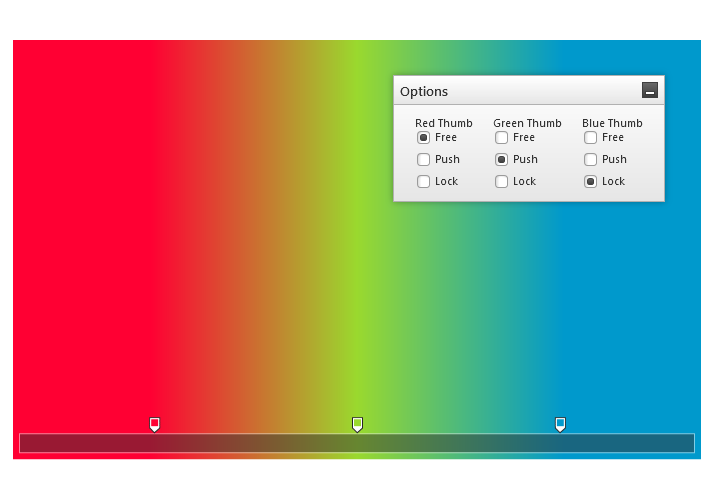 Options
Red Thumb Green Thumb Blue Thumb
Free Free Free
Push Push Push
Lock Lock Lock